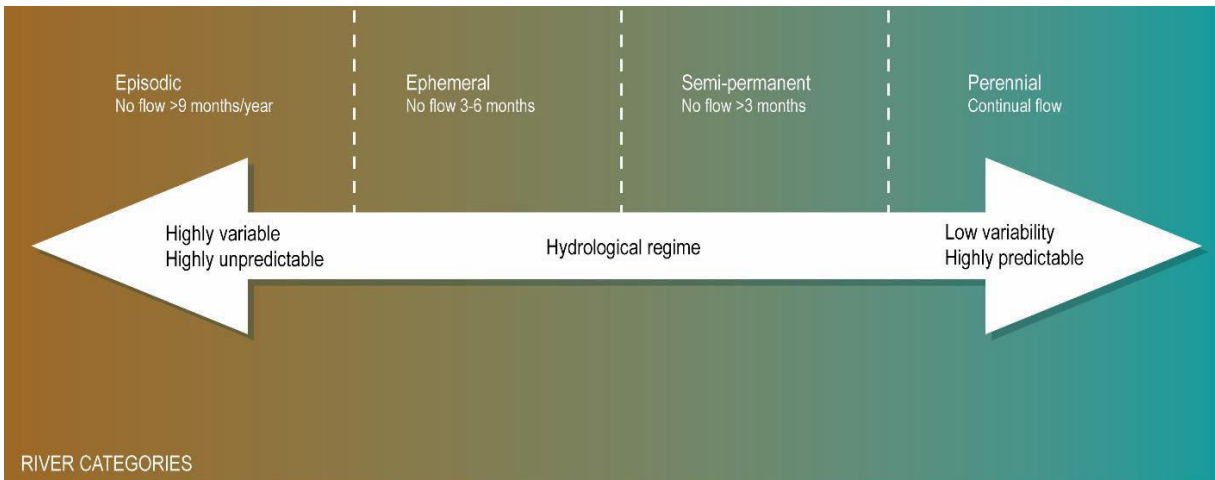 Episodic
No flow >9 months/year
Ephemeral
No flow 3-6 months
Semi-permanent
No flow >3 months
Perennial
Continual flow
Highly variable
Highly unpredictable
Hydrological regime
Low variability
Highly predictable
RIVER CATEGORIES